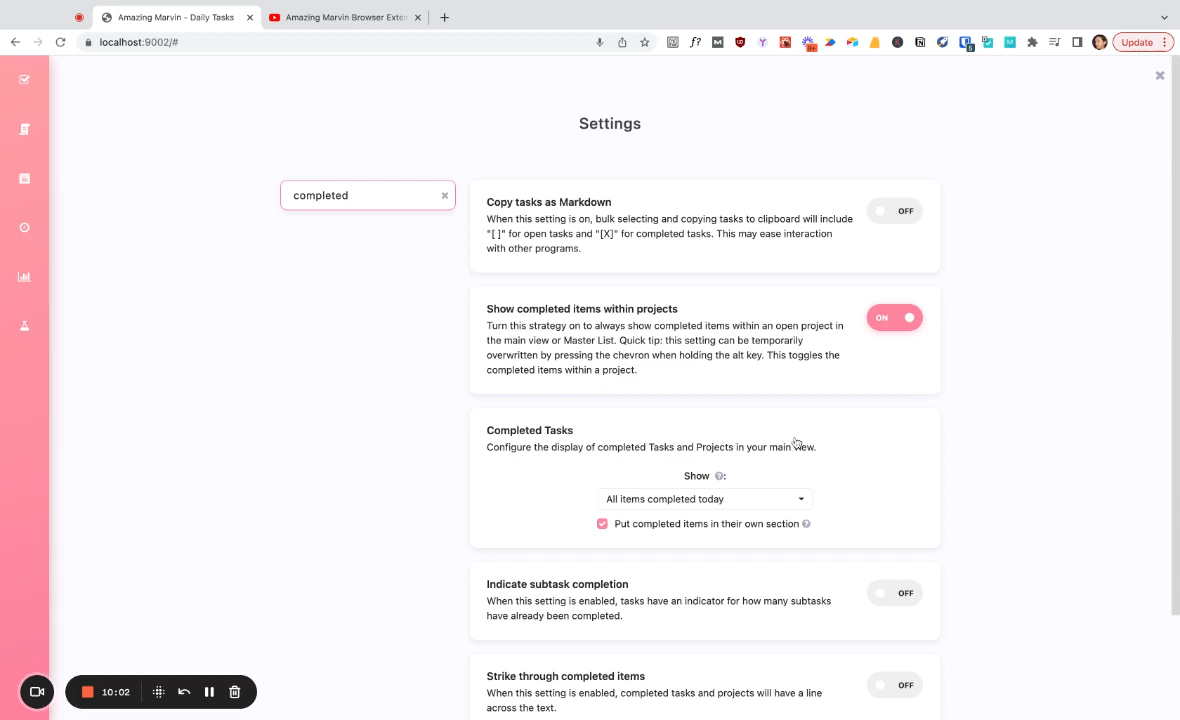 Amazing Marvin - Daily Tasks
Amazing Marvin Browser Exten
localhost:9002/#
Update
Settings
completed
Copy tasks as Markdown
When this setting is on, bulk selecting and copying tasks to clipboard will include
"[ ]" for open tasks and "[X]" for completed tasks. This may ease interaction
with other programs.
OFF
Show completed items within projects
Turn this strategy on to always show completed items within an open project in
the main view or Master List. Quick tip: this setting can be temporarily
overwritten by pressing the chevron when holding the alt key. This toggles the
completed items within a project.
ON
Completed Tasks
Configure the display of completed Tasks and Projects in your main view.
Show ?:
All items completed today
Put completed items in their own section ?
Indicate subtask completion
When this setting is enabled, tasks have an indicator for how many subtasks
have already been completed.
OFF
Strike through completed items
When this setting is enabled, completed tasks and projects will have a line
across the text.
OFF
10:02